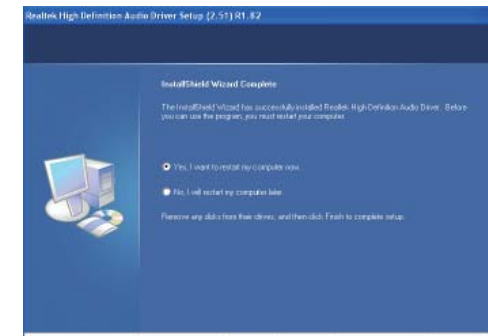 Realtek High Definition Audio Driver Setup (2.51) R1.82
InstallShield Wizard Complete
The InstallShield Wizard has successfully installed Realtek High Definition Audio Driver. Before
you can use the program, you must restart your computer.
Yes, I want to restart my computer now.
No, I will restart my computer later.
Remove any disks from their drives, and then click Finish to complete setup.